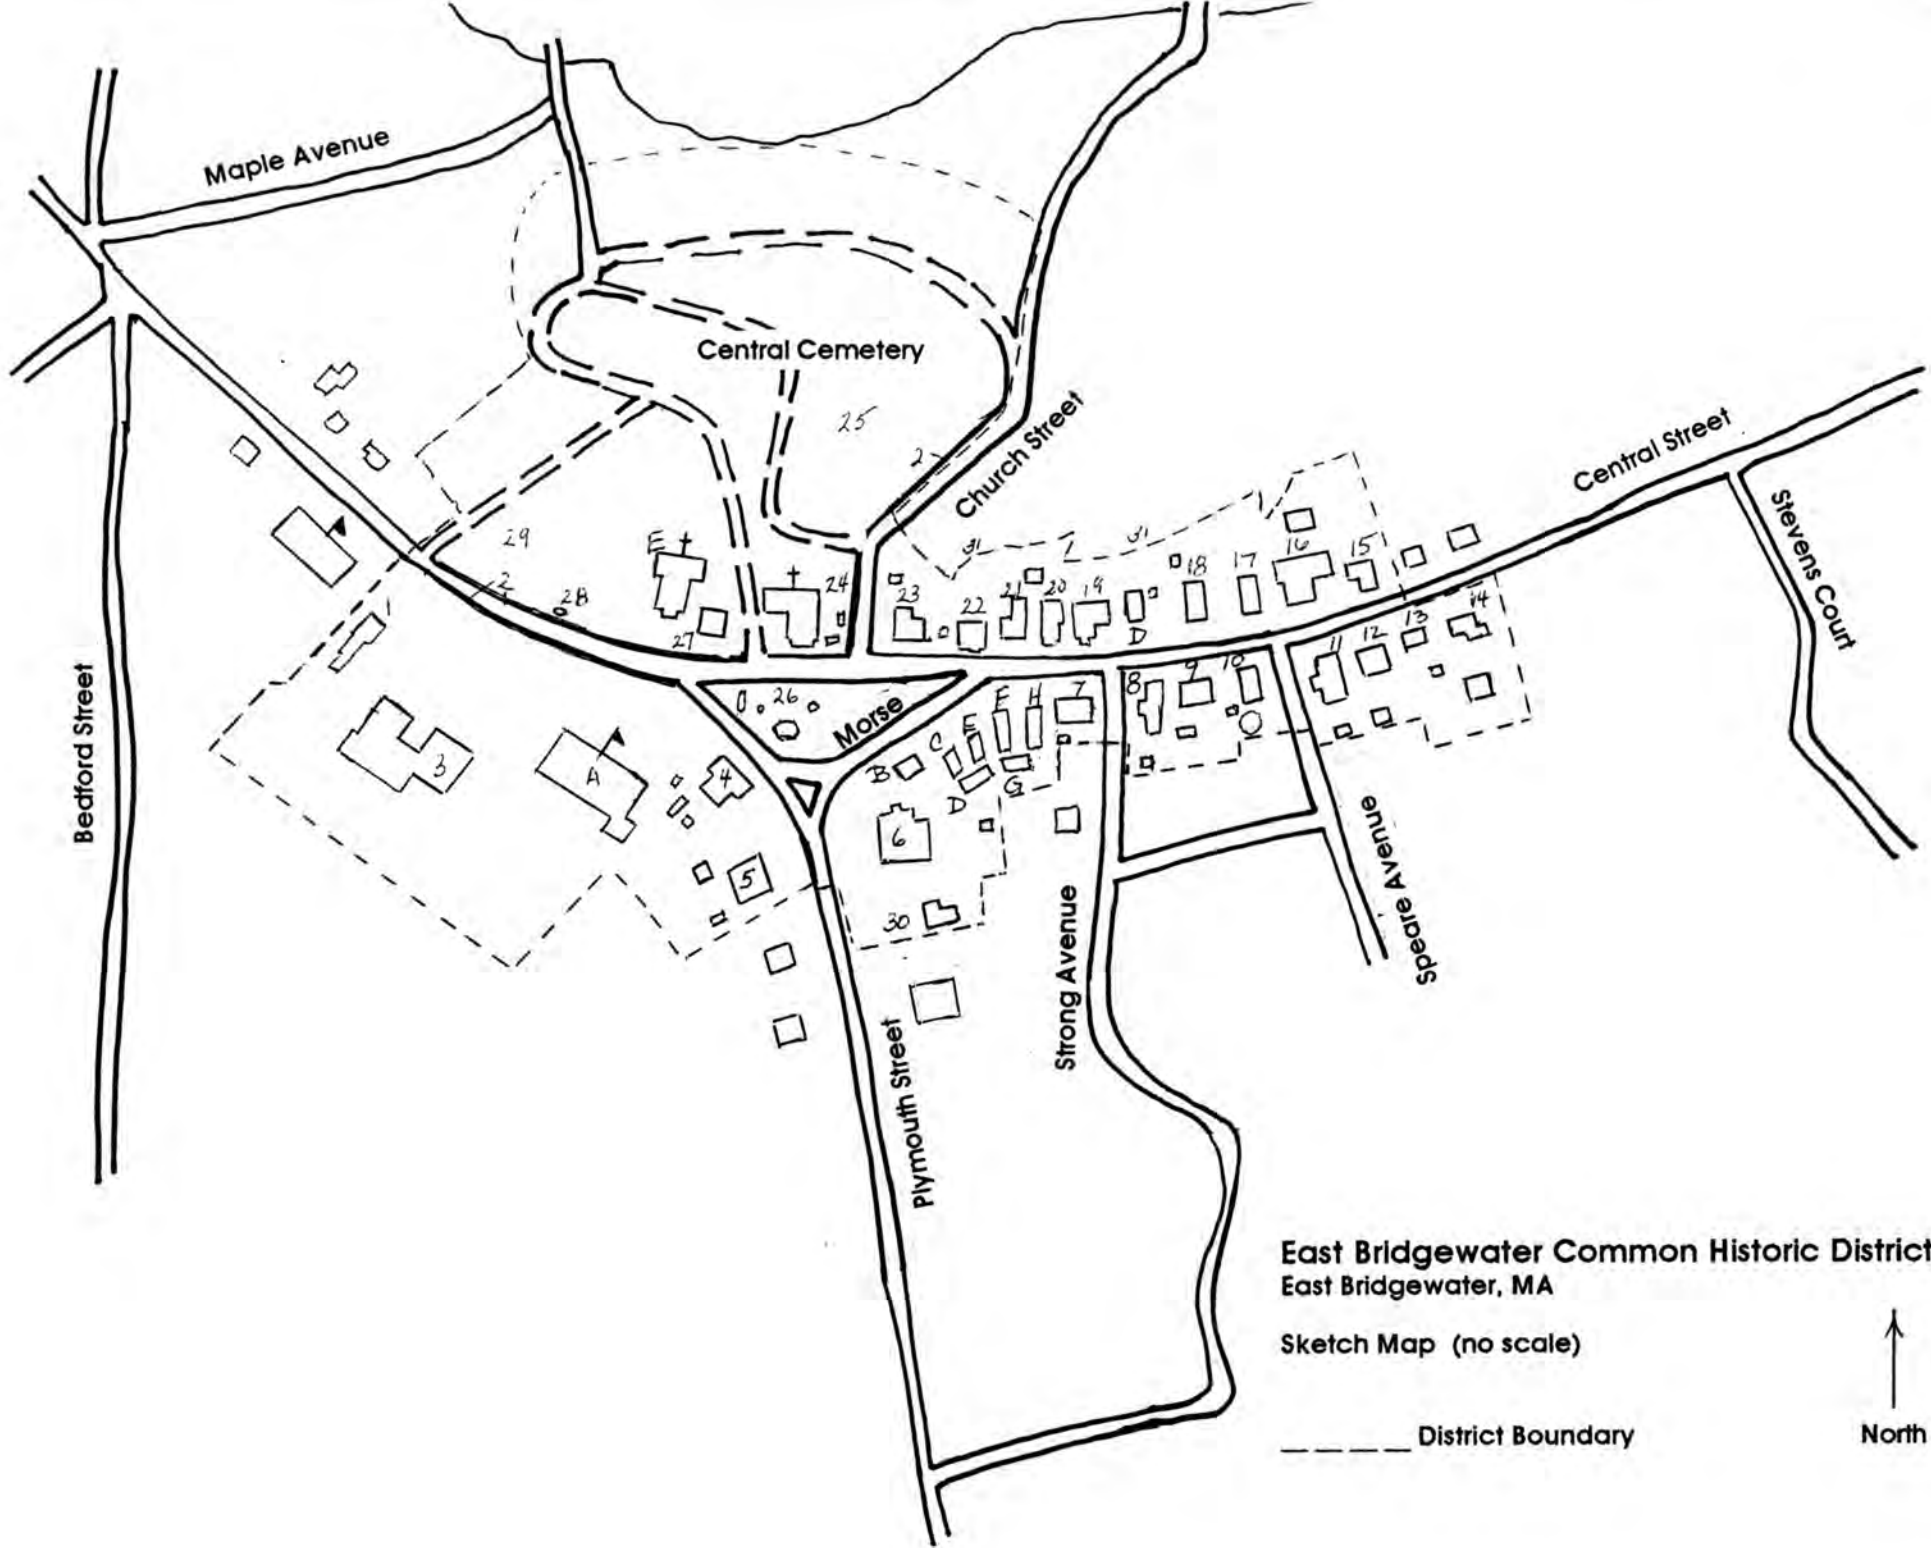 Maple Avenue
Central Cemetery
25
2
Church Street
Central Street
Stevens Court
Bedford Street
29
2
28
E
27
24
23
22
21
20
19
D
18
17
16
15
31
31
14
13
12
11
10
9
8
7
H
F
E
C
B
D
G
26
Morse
3
A
4
5
6
30
Strong Avenue
Speare Avenue
Plymouth Street
East Bridgewater Common Historic District
East Bridgewater, MA
Sketch Map (no scale)
District Boundary
North